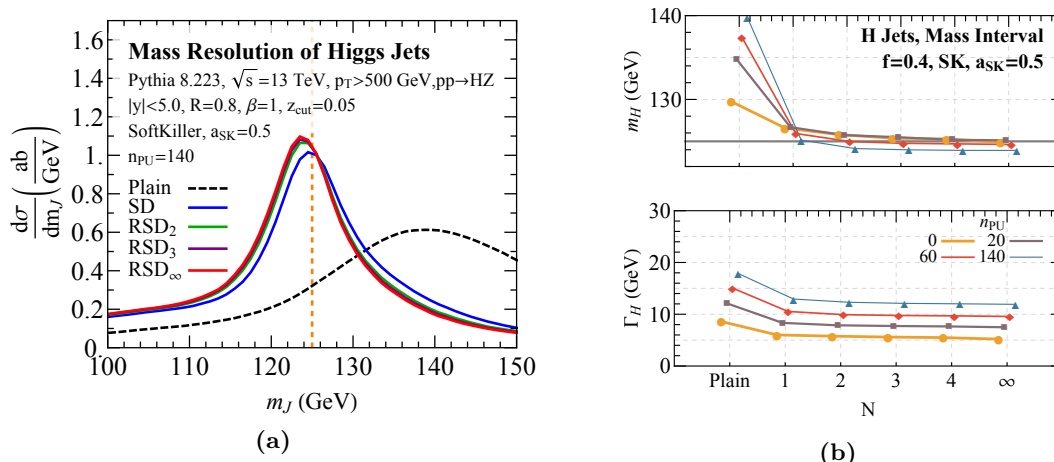 1.6
1.4
1.2
1.
0.8
0.6
0.4
0.2
0
dσ/dm_J (ab/GeV)
Mass Resolution of Higgs Jets
Pythia 8.223, √s =13 TeV, p_T>500 GeV,pp→HZ
|y|<5.0, R=0.8, β=1, z_cut=0.05
SoftKiller, a_SK=0.5
n_PU=140
Plain
SD
RSD_2
RSD_3
RSD_∞
100 110 120 130 140 150
m_J (GeV)
(a)
H Jets, Mass Interval
f=0.4, SK, a_SK=0.5
140
130
m_H (GeV)
30
20
10
0
Γ_H (GeV)
n_PU
0 20
60 140
Plain 1 2 3 4 ∞
N
(b)